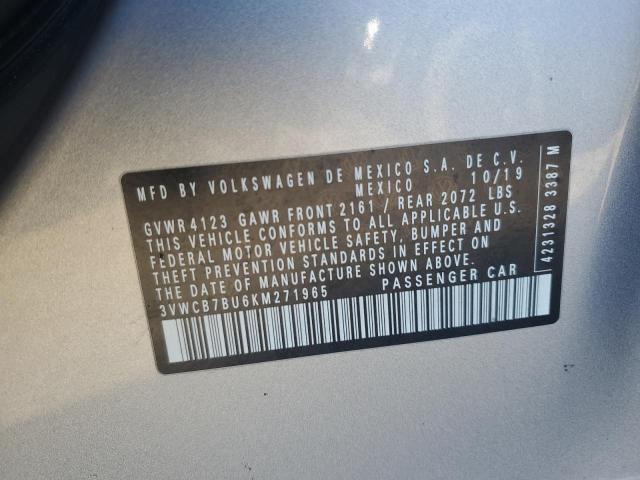 MFD BY VOLKSWAGEN DE MEXICO S.A. DE C.V.
MEXICO 10/19
GVWR 4123 GAWR FRONT 2161 / REAR 2072 LBS
THIS VEHICLE CONFORMS TO ALL APPLICABLE U.S.
FEDERAL MOTOR VEHICLE SAFETY, BUMPER AND
THEFT PREVENTION STANDARDS IN EFFECT ON
THE DATE OF MANUFACTURE SHOWN ABOVE.
3VWCB7BU6KM271965 PASSENGER CAR
4231328 3387 M